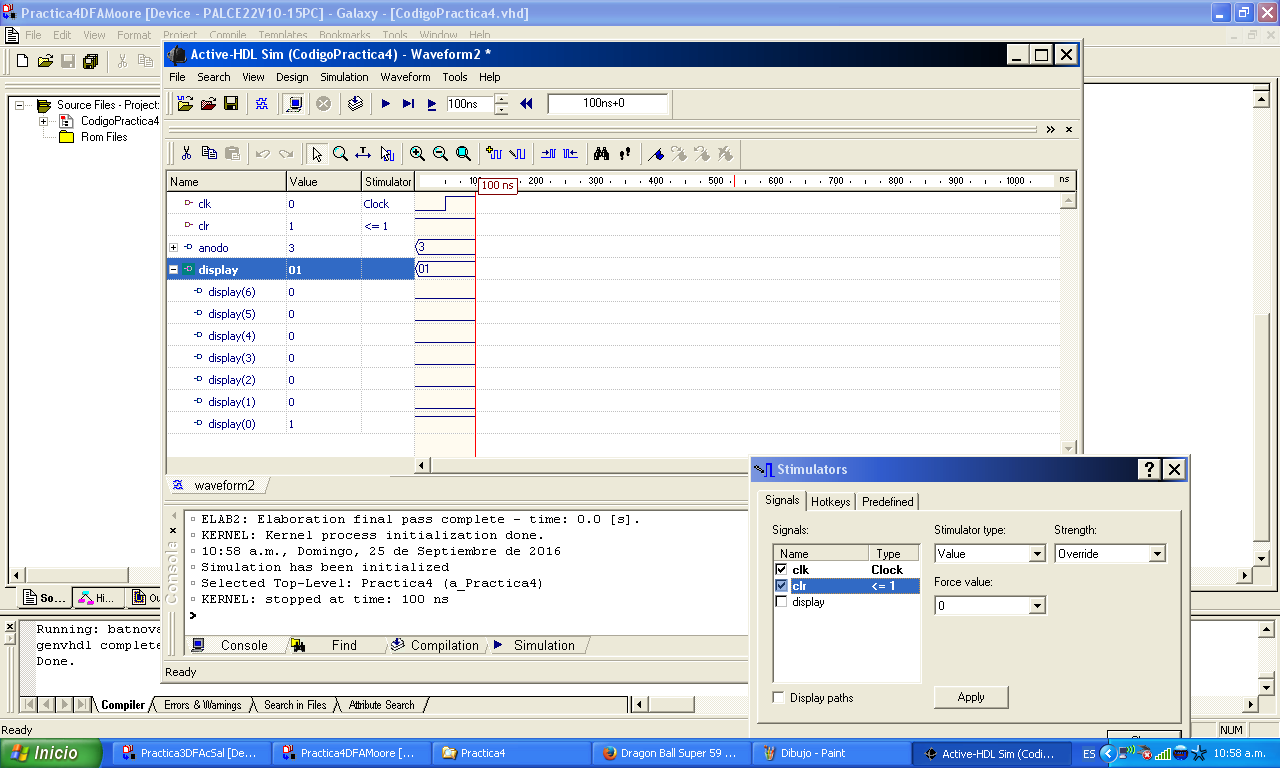 Practica4DFAMoore [Device - PALCE22V10-15PC] - Galaxy - [CodigoPractica4.vhd]
File Edit View Format Project Compile Templates Bookmarks Tools Window Help
Active-HDL Sim (CodigoPractica4) - Waveform2 *
File Search View Design Simulation Waveform Tools Help
100ns
100ns+0
Source Files - Project
CodigoPractica4
Rom Files
Name Value Stimulator
100 ns 200 300 400 500 600 700 800 900 1000 ns
clk 0 Clock
clr 1 <= 1
anodo 3 3
display 01 01
display(6) 0
display(5) 0
display(4) 0
display(3) 0
display(2) 0
display(1) 0
display(0) 1
waveform2
Console
ELAB2: Elaboration final pass complete - time: 0.0 [s].
KERNEL: Kernel process initialization done.
10:58 a.m., Domingo, 25 de Septiembre de 2016
Simulation has been initialized
Selected Top-Level: Practica4 (a_Practica4)
KERNEL: stopped at time: 100 ns
>
Console Find Compilation Simulation
Ready
Stimulators
Signals Hotkeys Predefined
Signals: Stimulator type: Strength:
Name Type Value Override
clk Clock
clr <= 1
display
Force value:
0
Display paths Apply
So... Hi... Ou
Running: batnova
genvhdl complete
Done.
Compiler Errors & Warnings Search in Files Attribute Search
Ready NUM
Inicio Practica3DFAcSal [De... Practica4DFAMoore [... Practica4 Dragon Ball Super 59 ... Dibujo - Paint Active-HDL Sim (Codi... ES 10:58 a.m.